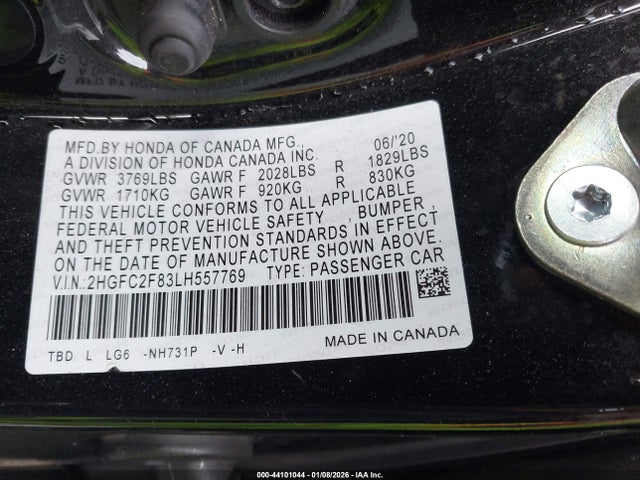 MFD.BY HONDA OF CANADA MFG., 06/'20
A DIVISION OF HONDA CANADA INC.
GVWR 3769LBS GAWR F 2028LBS R 1829LBS
GVWR 1710KG GAWR F 920KG R 830KG
THIS VEHICLE CONFORMS TO ALL APPLICABLE
FEDERAL MOTOR VEHICLE SAFETY , BUMPER ,
AND THEFT PREVENTION STANDARDS IN EFFECT
ON THE DATE OF MANUFACTURE SHOWN ABOVE.
V.I.N.:2HGFC2F83LH557769 TYPE: PASSENGER CAR
TBD L LG6 -NH731P -V -H MADE IN CANADA
000-44101044 | 01/08/2026 - © IAA Inc.